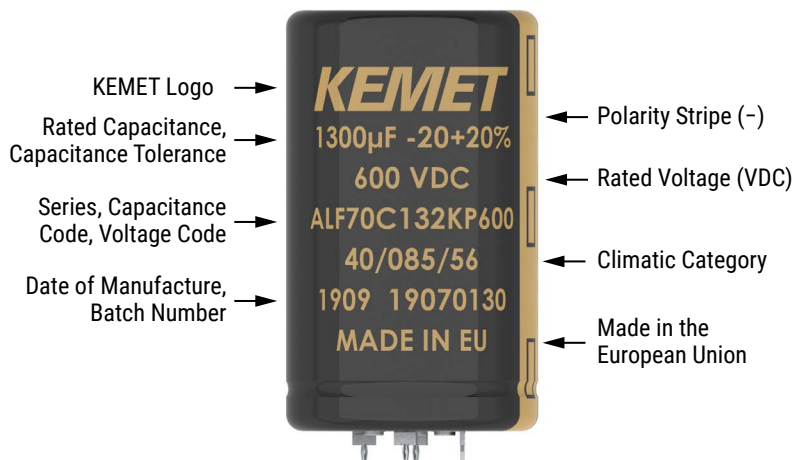 KEMET Logo
Rated Capacitance,
Capacitance Tolerance
Series, Capacitance
Code, Voltage Code
Date of Manufacture,
Batch Number
KEMET
1300µF -20+20%
600 VDC
ALF70C132KP600
40/085/56
1909 19070130
MADE IN EU
Polarity Stripe (−)
Rated Voltage (VDC)
Climatic Category
Made in the
European Union